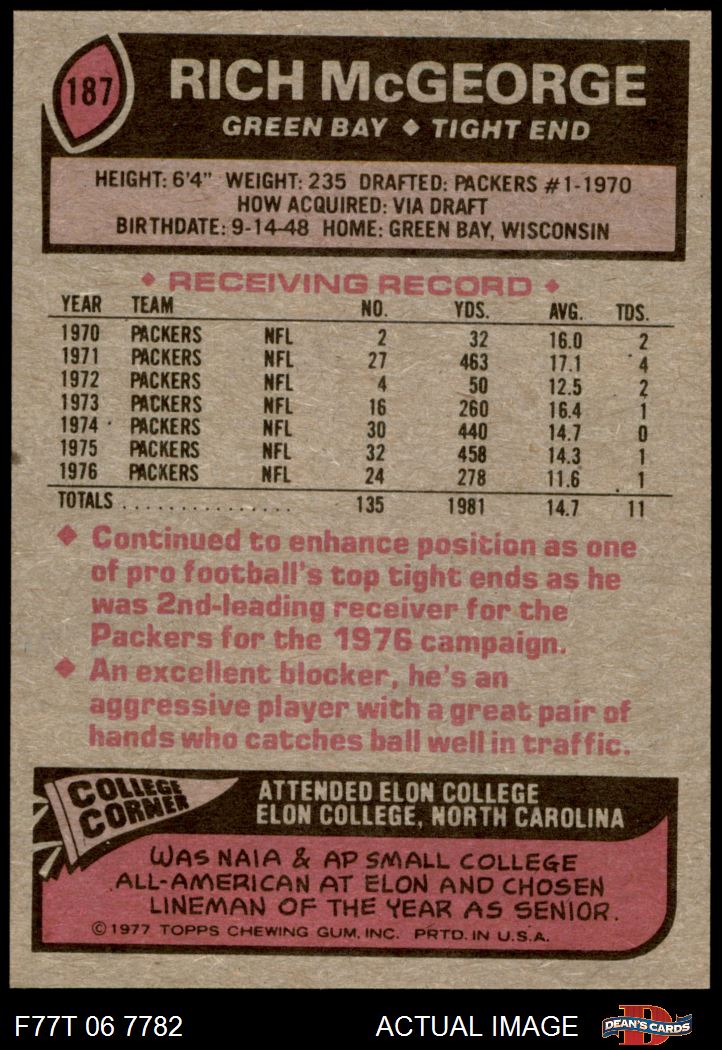 187
RICH McGEORGE
GREEN BAY ◆ TIGHT END
HEIGHT: 6'4" WEIGHT: 235 DRAFTED: PACKERS #1-1970
HOW ACQUIRED: VIA DRAFT
BIRTHDATE: 9-14-48 HOME: GREEN BAY, WISCONSIN
◆ RECEIVING RECORD ◆
YEAR TEAM NO. YDS. AVG. TDS.
1970 PACKERS NFL 2 32 16.0 2
1971 PACKERS NFL 27 463 17.1 4
1972 PACKERS NFL 4 50 12.5 2
1973 PACKERS NFL 16 260 16.4 1
1974 PACKERS NFL 30 440 14.7 0
1975 PACKERS NFL 32 458 14.3 1
1976 PACKERS NFL 24 278 11.6 1
TOTALS . . . . . . . . . . . . . . . . 135 1981 14.7 11
◆ Continued to enhance position as one
of pro football's top tight ends as he
was 2nd-leading receiver for the
Packers for the 1976 campaign.
◆ An excellent blocker, he's an
aggressive player with a great pair of
hands who catches ball well in traffic.
COLLEGE
CORNER
ATTENDED ELON COLLEGE
ELON COLLEGE, NORTH CAROLINA
WAS NAIA & AP SMALL COLLEGE
ALL-AMERICAN AT ELON AND CHOSEN
LINEMAN OF THE YEAR AS SENIOR.
©1977 TOPPS CHEWING GUM, INC. PRTD. IN U.S.A.
F77T 06 7782 ACTUAL IMAGE
D
DEAN'S CARDS